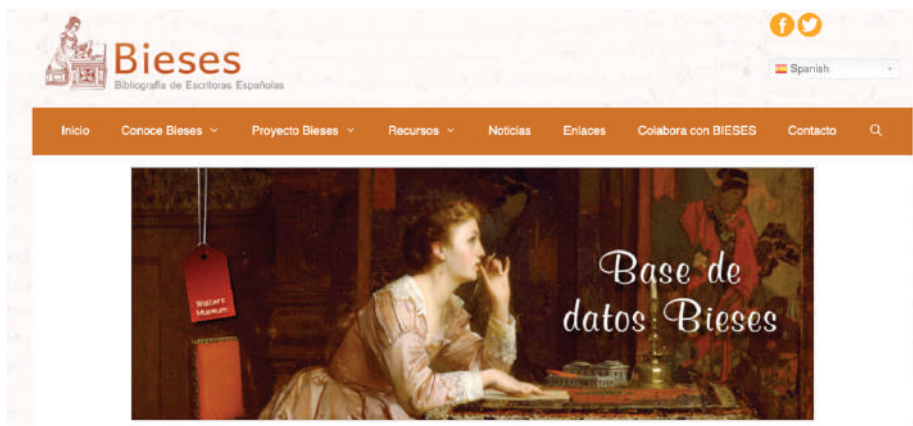 Bieses
Bibliografía de Escritoras Españolas
Spanish
Inicio Conoce Bieses Proyecto Bieses Recursos Noticias Enlaces Colabora con BIESES Contacto
Walters
Museum
Base de
datos Bieses